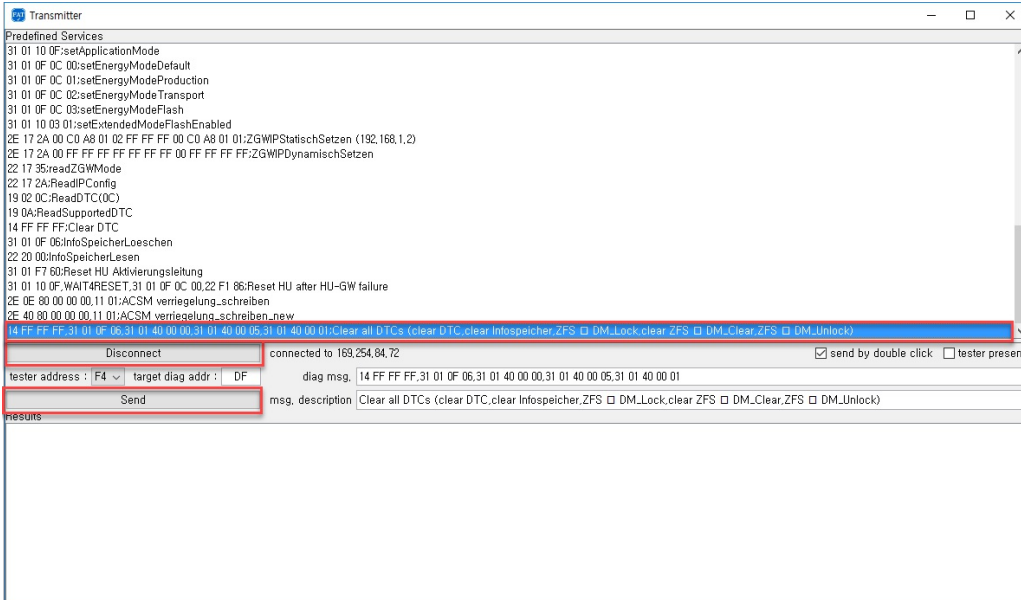 FAT
Transmitter
Predefined Services
31 01 10 0F;setApplicationMode
31 01 0F 0C 00;setEnergyModeDefault
31 01 0F 0C 01;setEnergyModeProduction
31 01 0F 0C 02;setEnergyModeTransport
31 01 0F 0C 03;setEnergyModeFlash
31 01 10 03 01;setExtendedModeFlashEnabled
2E 17 2A 00 C0 A8 01 02 FF FF FF 00 C0 A8 01 01;ZGWIPStatischSetzen (192,168,1,2)
2E 17 2A 00 FF FF FF FF FF FF FF 00 FF FF FF FF;ZGWIPDynamischSetzen
22 17 35;readZGWMode
22 17 2A;ReadIPConfig
19 02 0C;ReadDTC(0C)
19 0A;ReadSupportedDTC
14 FF FF FF;Clear DTC
31 01 0F 06;InfoSpeicherLoeschen
22 20 00;InfoSpeicherLesen
31 01 F7 60;Reset HU Aktivierungsleitung
31 01 10 0F,WAIT4RESET,31 01 0F 0C 00,22 F1 86;Reset HU after HU-GW failure
2E 0E 80 00 00 00,11 01;ACSM verriegelung_schreiben
2E 40 80 00 00 00,11 01;ACSM verriegelung_schreiben_new
14 FF FF FF,31 01 0F 06,31 01 40 00 00,31 01 40 00 05,31 01 40 00 01;Clear all DTCs (clear DTC,clear Infospeicher,ZFS □ DM_Lock,clear ZFS □ DM_Clear,ZFS □ DM_Unlock)
Disconnect connected to 169,254,84,72 send by double click tester presen
tester address : F4 target diag addr : DF diag msg, 14 FF FF FF,31 01 0F 06,31 01 40 00 00,31 01 40 00 05,31 01 40 00 01
Send msg, description Clear all DTCs (clear DTC,clear Infospeicher,ZFS □ DM_Lock,clear ZFS □ DM_Clear,ZFS □ DM_Unlock)
Results